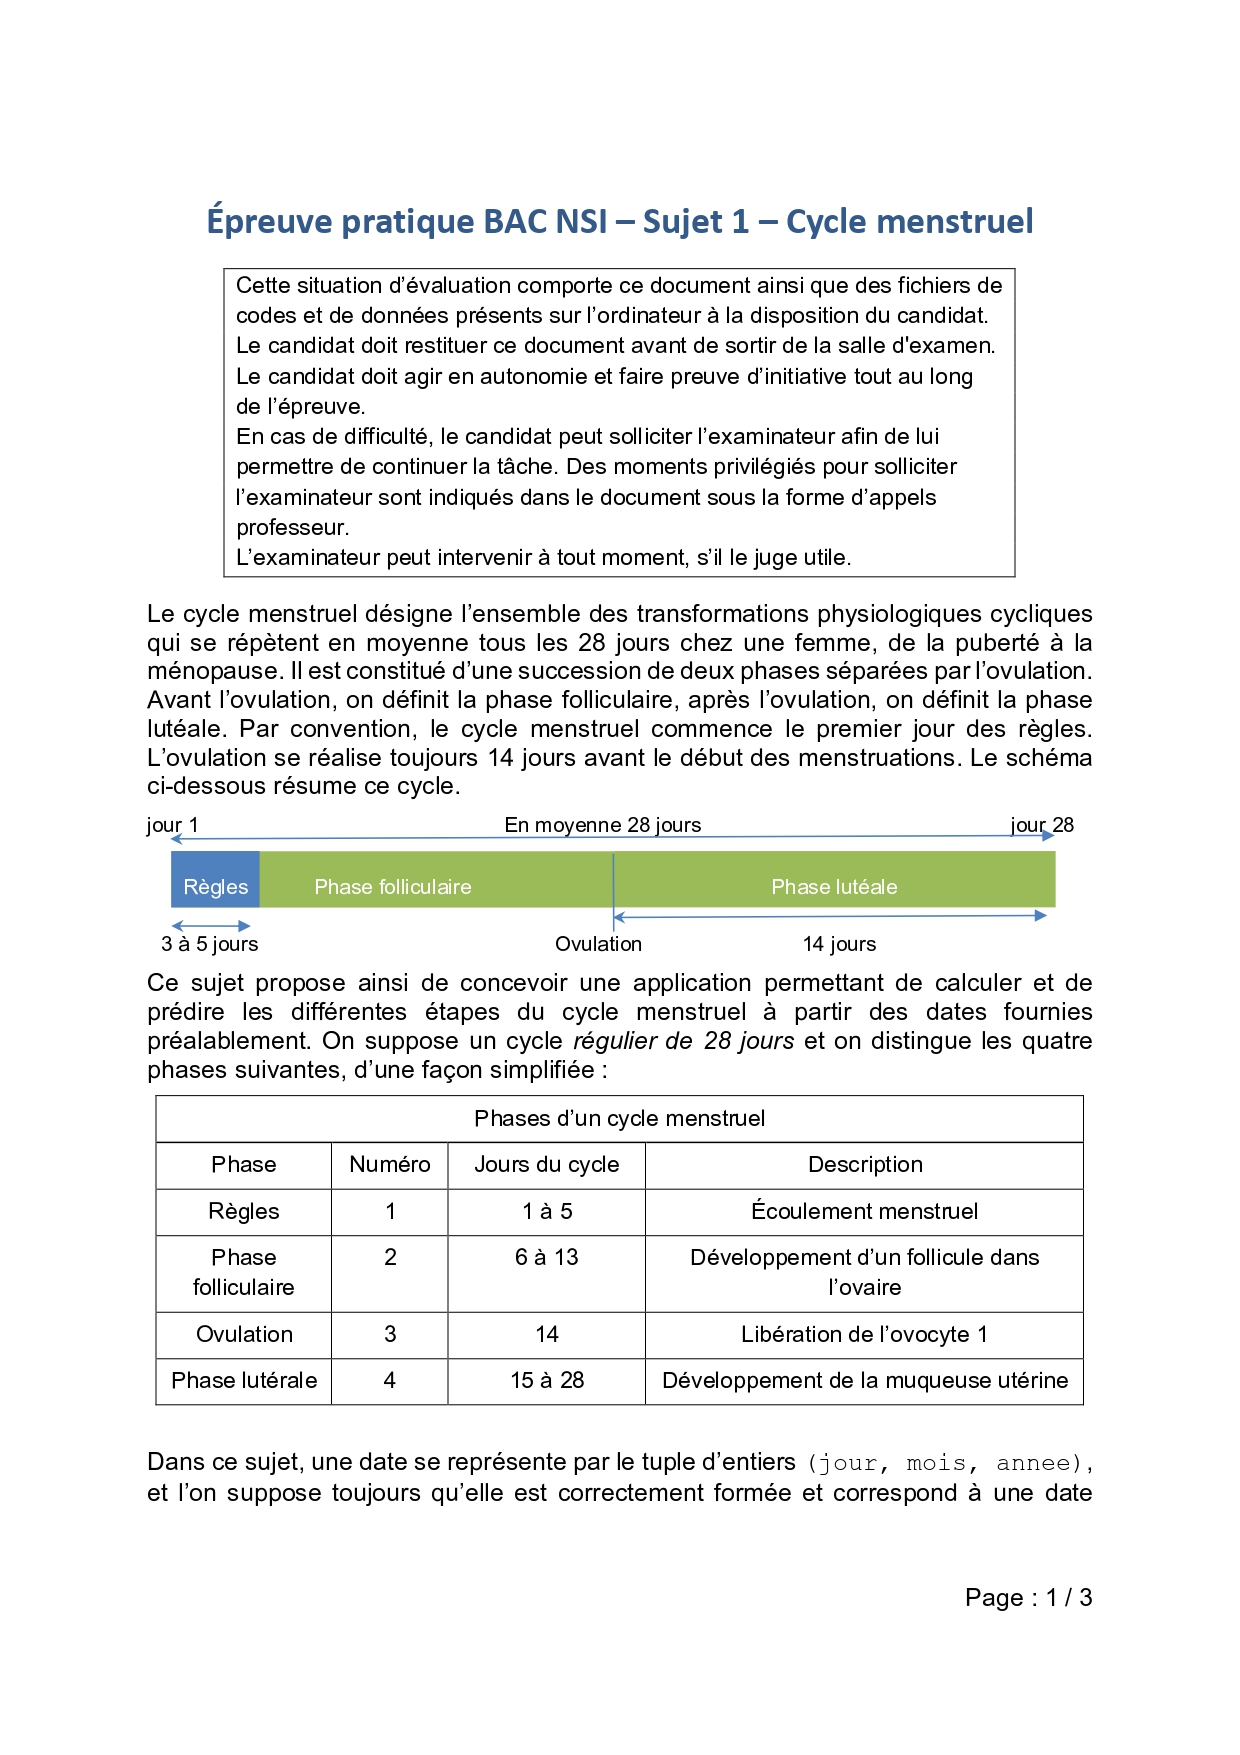 Épreuve pratique BAC NSI – Sujet 1 – Cycle menstruel
Cette situation d’évaluation comporte ce document ainsi que des fichiers de
codes et de données présents sur l’ordinateur à la disposition du candidat.
Le candidat doit restituer ce document avant de sortir de la salle d'examen.
Le candidat doit agir en autonomie et faire preuve d’initiative tout au long
de l’épreuve.
En cas de difficulté, le candidat peut solliciter l’examinateur afin de lui
permettre de continuer la tâche. Des moments privilégiés pour solliciter
l’examinateur sont indiqués dans le document sous la forme d’appels
professeur.
L’examinateur peut intervenir à tout moment, s’il le juge utile.
Le cycle menstruel désigne l’ensemble des transformations physiologiques cycliques
qui se répètent en moyenne tous les 28 jours chez une femme, de la puberté à la
ménopause. Il est constitué d’une succession de deux phases séparées par l’ovulation.
Avant l’ovulation, on définit la phase folliculaire, après l’ovulation, on définit la phase
lutéale. Par convention, le cycle menstruel commence le premier jour des règles.
L’ovulation se réalise toujours 14 jours avant le début des menstruations. Le schéma
ci-dessous résume ce cycle.
jour 1 En moyenne 28 jours jour 28
Règles Phase folliculaire Phase lutéale
3 à 5 jours Ovulation 14 jours
Ce sujet propose ainsi de concevoir une application permettant de calculer et de
prédire les différentes étapes du cycle menstruel à partir des dates fournies
préalablement. On suppose un cycle régulier de 28 jours et on distingue les quatre
phases suivantes, d’une façon simplifiée :
Phases d’un cycle menstruel
Phase Numéro Jours du cycle Description
Règles 1 1 à 5 Écoulement menstruel
Phase 2 6 à 13 Développement d’un follicule dans
folliculaire l’ovaire
Ovulation 3 14 Libération de l’ovocyte 1
Phase lutérale 4 15 à 28 Développement de la muqueuse utérine
Dans ce sujet, une date se représente par le tuple d’entiers (jour, mois, annee),
et l’on suppose toujours qu’elle est correctement formée et correspond à une date
Page : 1 / 3